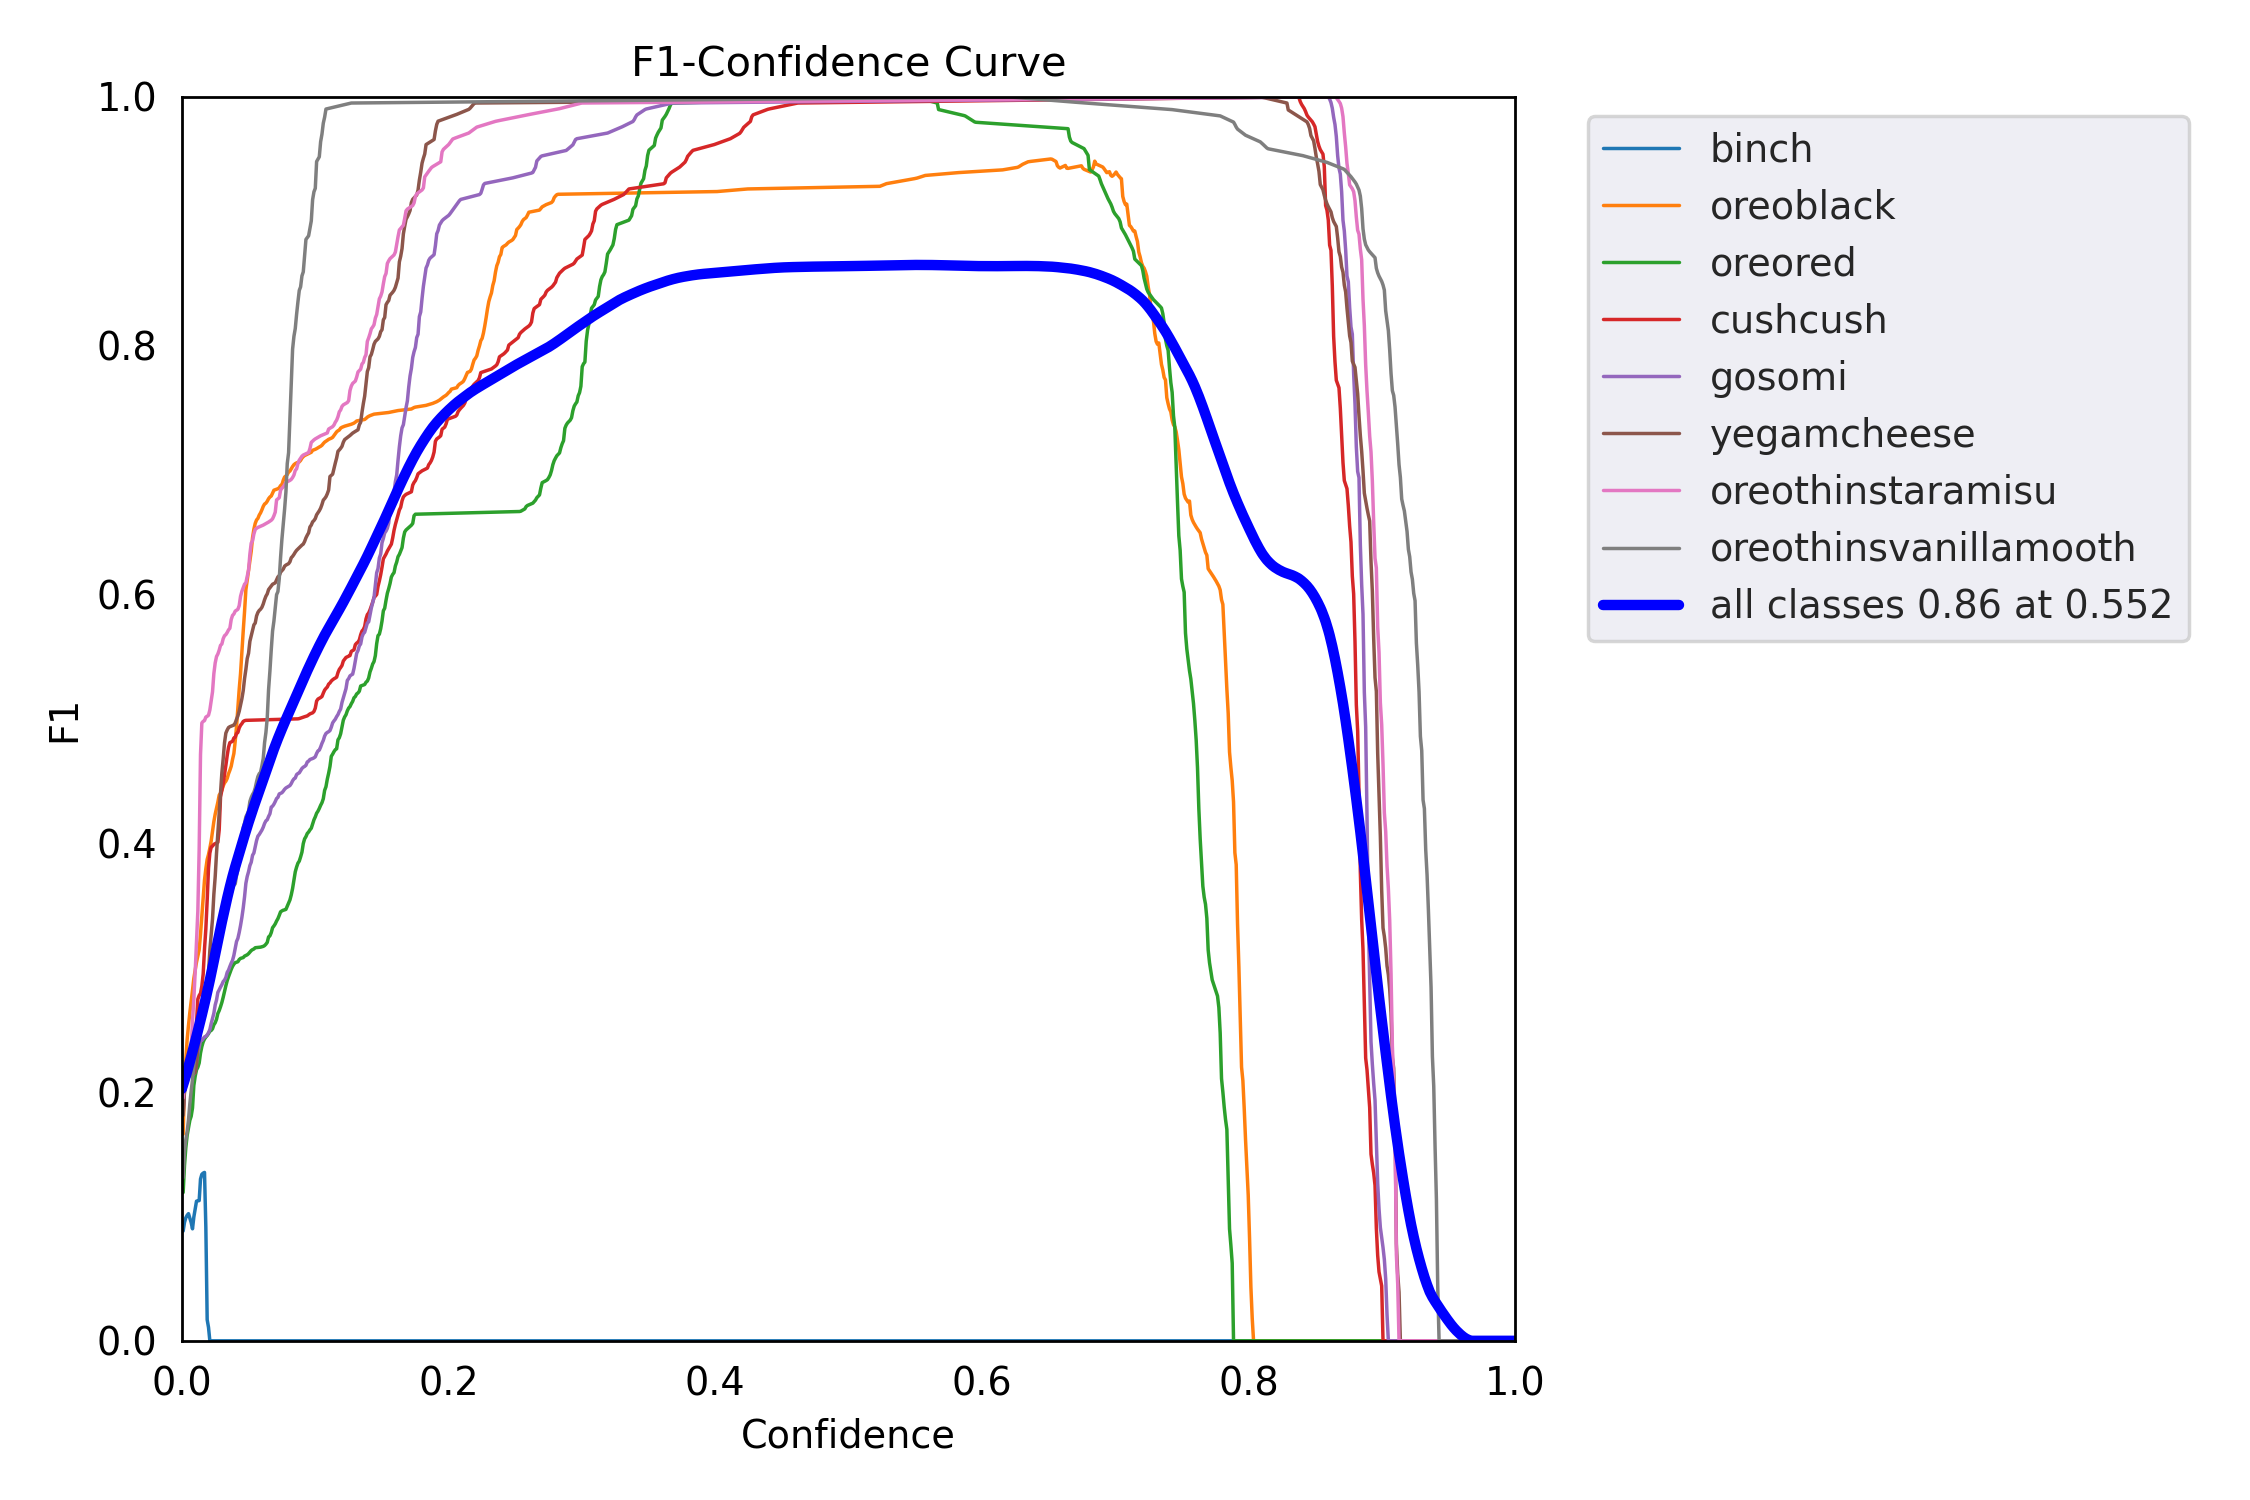 F1-Confidence Curve
1.0
0.8
0.6
0.4
0.2
0.0
F1
0.0 0.2 0.4 0.6 0.8 1.0
Confidence
binch
oreoblack
oreored
cushcush
gosomi
yegamcheese
oreothinstaramisu
oreothinsvanillamooth
all classes 0.86 at 0.552